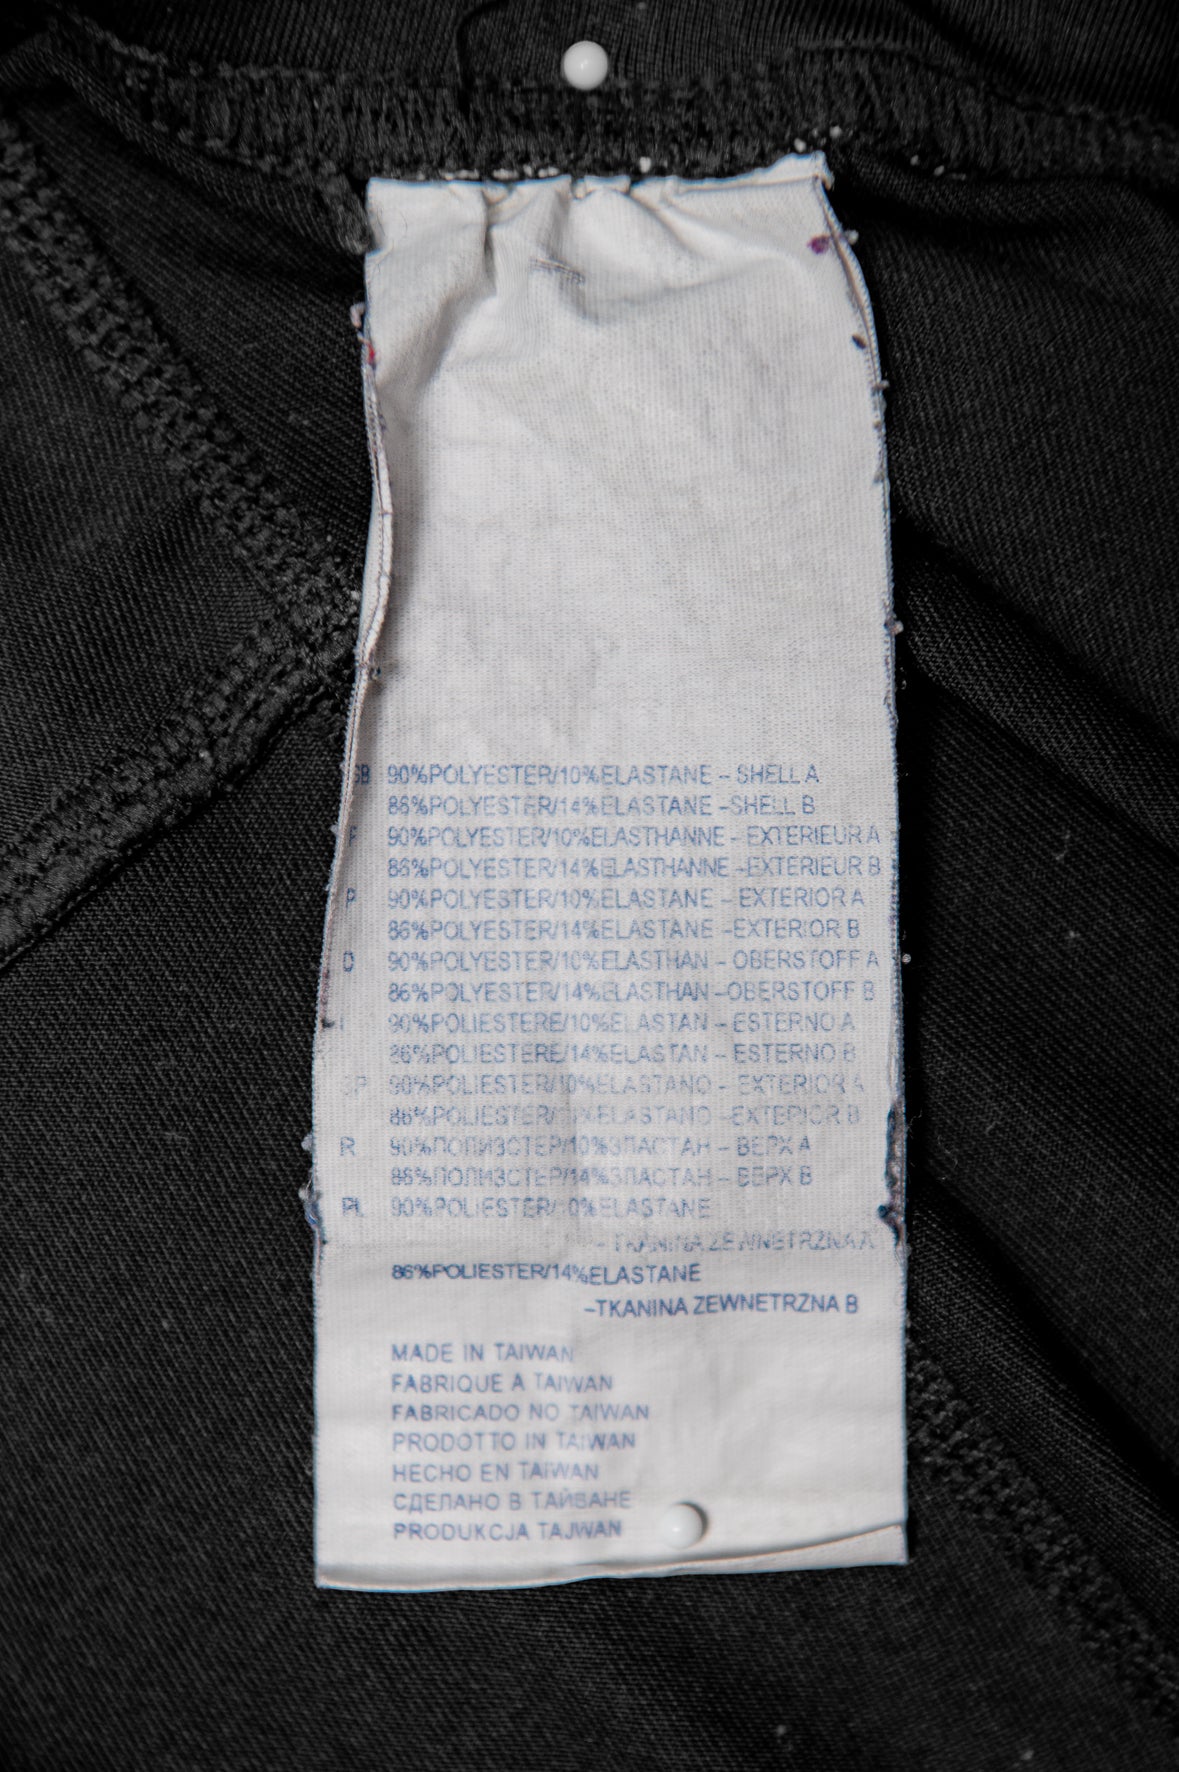 GB 90%POLYESTER/10%ELASTANE – SHELL A
86%POLYESTER/14%ELASTANE –SHELL B
F 90%POLYESTER/10%ELASTHANNE – EXTERIEUR A
86%POLYESTER/14%ELASTHANNE –EXTERIEUR B
P 90%POLYESTER/10%ELASTANE – EXTERIOR A
86%POLYESTER/14%ELASTANE –EXTERIOR B
D 90%POLYESTER/10%ELASTHAN – OBERSTOFF A
86%POLYESTER/14%ELASTHAN –OBERSTOFF B
I 90%POLIESTERE/10%ELASTAN – ESTERNO A
86%POLIESTERE/14%ELASTAN – ESTERNO B
SP 90%POLIESTER/10%ELASTANO – EXTERIOR A
86%POLIESTER/14%ELASTANO –EXTERIOR B
R 90%ПОЛИЭСТЕР/10%ЭЛАСТАН – ВЕРХ A
86%ПОЛИЭСТЕР/14%ЭЛАСТАН – ВЕРХ B
PL 90%POLIESTER/10%ELASTANE
– TKANINA ZEWNETRZNA A
86%POLIESTER/14%ELASTANE
–TKANINA ZEWNETRZNA B
MADE IN TAIWAN
FABRIQUE A TAIWAN
FABRICADO NO TAIWAN
PRODOTTO IN TAIWAN
HECHO EN TAIWAN
СДЕЛАНО В ТАЙВАНЕ
PRODUKCJA TAJWAN